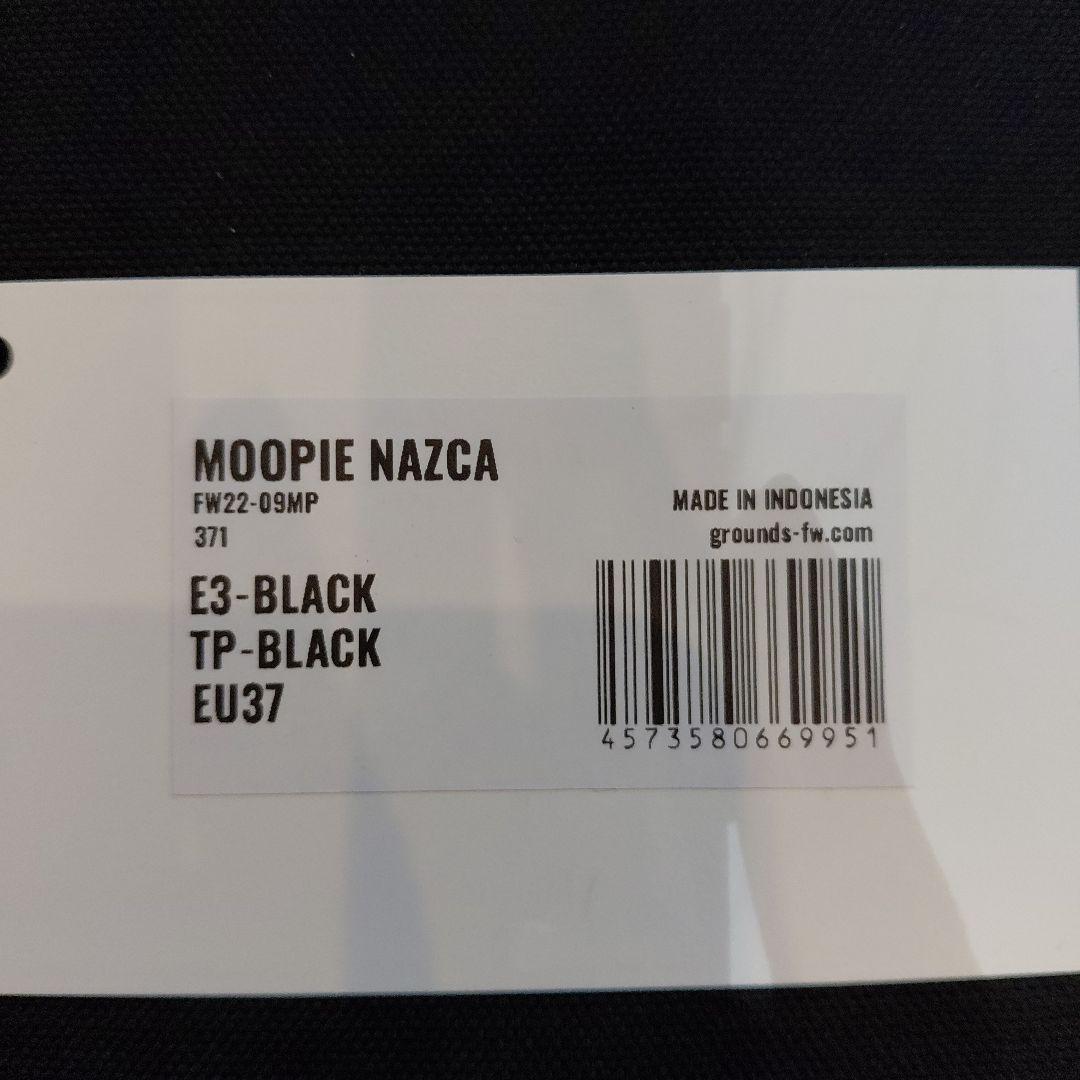 MOOPIE NAZCA
FW22-09MP
371
E3-BLACK
TP-BLACK
EU37
MADE IN INDONESIA
grounds-fw.com
4573580669951